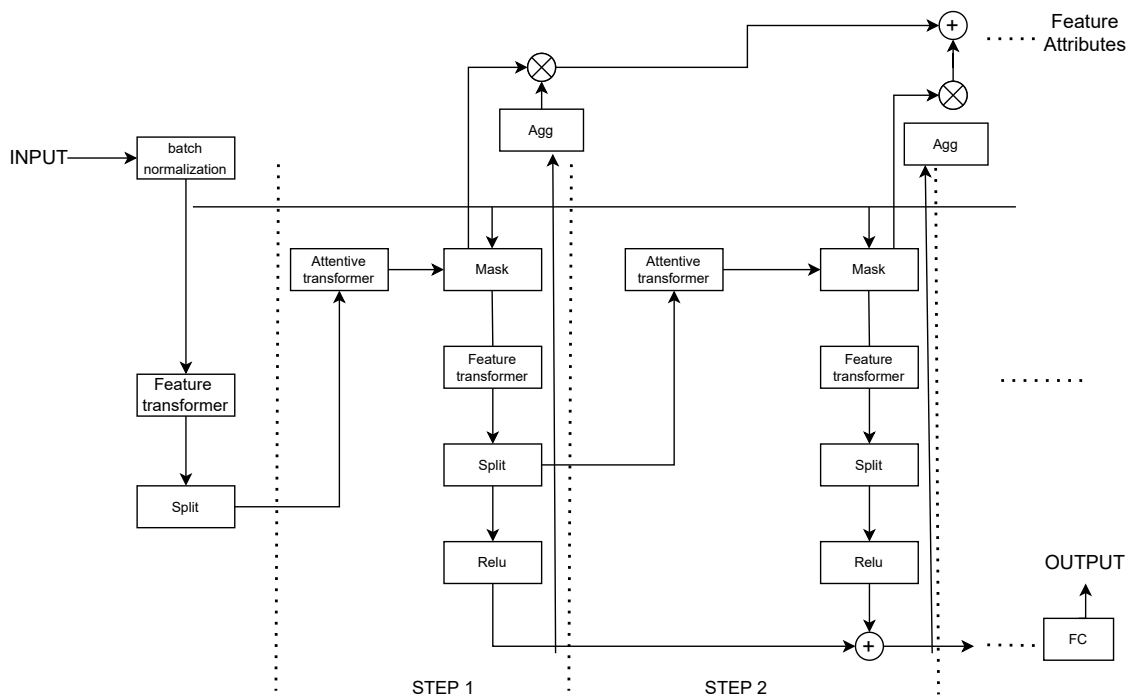 Feature
Attributes
Agg
Agg
INPUT
batch
normalization
Attentive
transformer
Mask
Attentive
transformer
Mask
Feature
transformer
Feature
transformer
Feature
transformer
Split
Split
Split
Relu
Relu
OUTPUT
FC
STEP 1
STEP 2